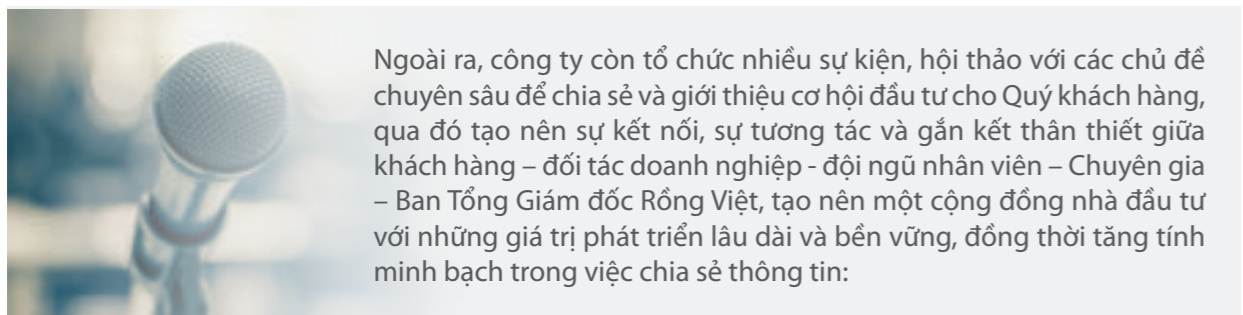 Ngoài ra, công ty còn tổ chức nhiều sự kiện, hội thảo với các chủ đề
chuyên sâu để chia sẻ và giới thiệu cơ hội đầu tư cho Quý khách hàng,
qua đó tạo nên sự kết nối, sự tương tác và gắn kết thân thiết giữa
khách hàng – đối tác doanh nghiệp - đội ngũ nhân viên – Chuyên gia
– Ban Tổng Giám đốc Rồng Việt, tạo nên một cộng đồng nhà đầu tư
với những giá trị phát triển lâu dài và bền vững, đồng thời tăng tính
minh bạch trong việc chia sẻ thông tin: